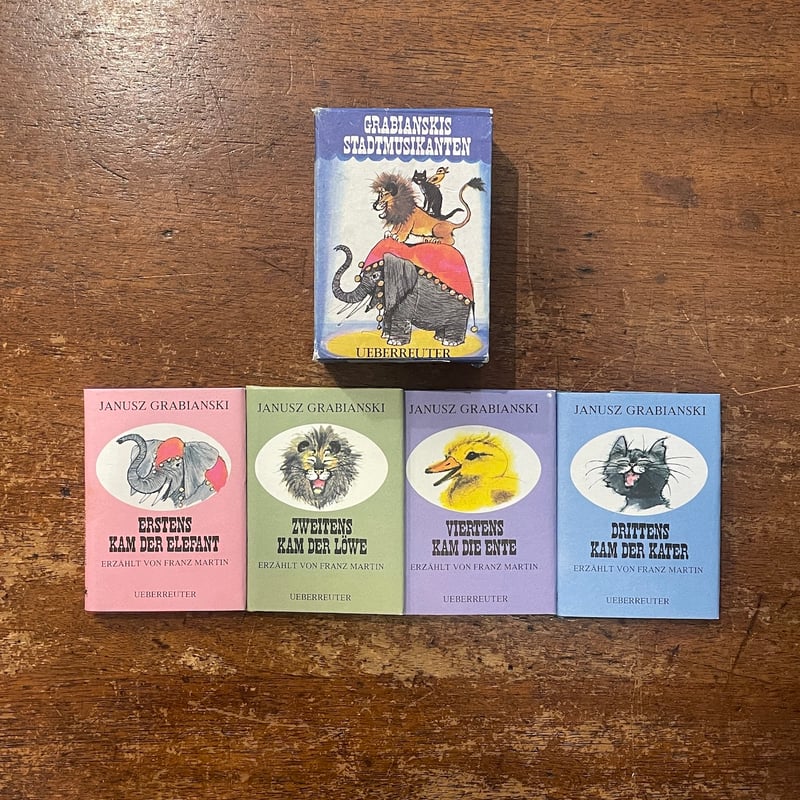 GRABIANSKIS
STADTMUSIKANTEN
UEBERREUTER
JANUSZ GRABIANSKI
ERSTENS
KAM DER ELEFANT
ERZÄHLT VON FRANZ MARTIN
UEBERREUTER
JANUSZ GRABIANSKI
ZWEITENS
KAM DER LÖWE
ERZÄHLT VON FRANZ MARTIN
UEBERREUTER
JANUSZ GRABIANSKI
VIERTENS
KAM DIE ENTE
ERZÄHLT VON FRANZ MARTIN
UEBERREUTER
JANUSZ GRABIANSKI
DRITTENS
KAM DER KATER
ERZÄHLT VON FRANZ MARTIN
UEBERREUTER